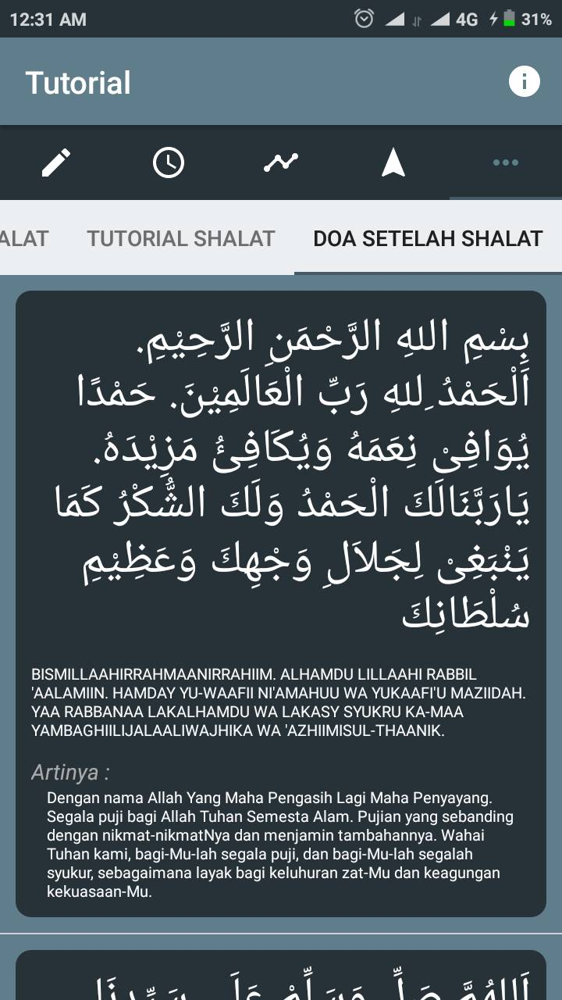 12:31 AM 4G 31%
Tutorial
ALAT TUTORIAL SHALAT DOA SETELAH SHALAT
بِسْمِ اللهِ الرَّحْمَنِ الرَّحِيْمِ.
اَلْحَمْدُ ِللهِ رَبِّ الْعَالَمِيْنَ. حَمْدًا
يُوَافِىْ نِعَمَهُ وَيُكَافِئُ مَزِيْدَهُ.
يَارَبَّنَالَكَ الْحَمْدُ وَلَكَ الشُّكْرُ كَمَا
يَنْبَغِىْ لِجَلاَلِ وَجْهِكَ وَعَظِيْمِ
سُلْطَانِكَ
BISMILLAAHIRRAHMAANIRRAHIIM. ALHAMDU LILLAAHI RABBIL
'AALAMIIN. HAMDAY YU-WAAFII NI'AMAHUU WA YUKAAFI'U MAZIIDAH.
YAA RABBANAA LAKALHAMDU WA LAKASY SYUKRU KA-MAA
YAMBAGHIILIJALAALIWAJHIKA WA 'AZHIIMISUL-THAANIK.
Artinya :
Dengan nama Allah Yang Maha Pengasih Lagi Maha Penyayang.
Segala puji bagi Allah Tuhan Semesta Alam. Pujian yang sebanding
dengan nikmat-nikmatNya dan menjamin tambahannya. Wahai
Tuhan kami, bagi-Mu-lah segala puji, dan bagi-Mu-lah segalah
syukur, sebagaimana layak bagi keluhuran zat-Mu dan keagungan
kekuasaan-Mu.
اَللهُمَّ صَلِّ وَسَلِّمْ عَلَى سَيِّدِنَا